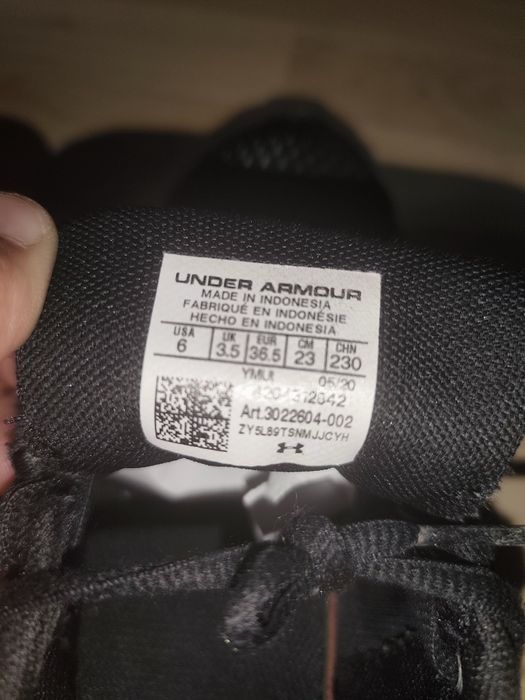 UNDER ARMOUR
MADE IN INDONESIA
FABRIQUÉ EN INDONÉSIE
HECHO EN INDONESIA
USA UK EUR CM CHN
6 3.5 36.5 23 230
YMUI 05/20
Art.3022604-002
ZY5L89TSNMJJCYH